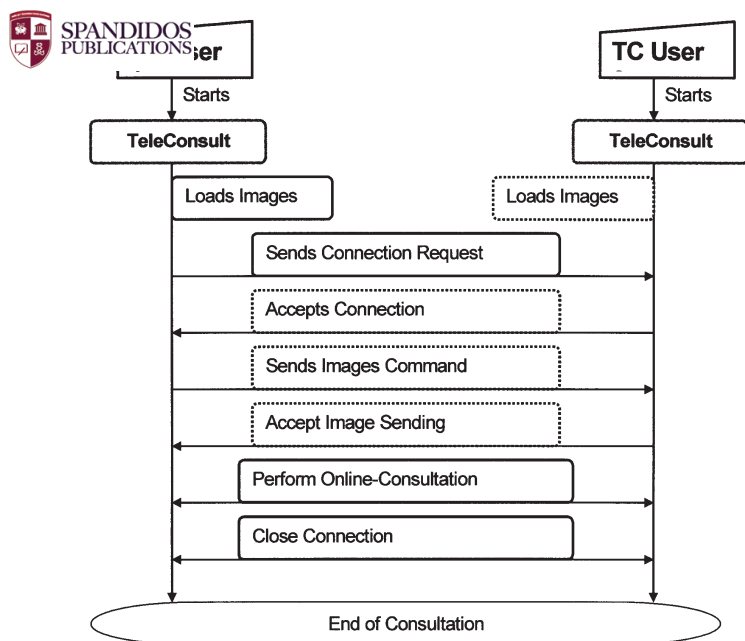 SPANDIDOS
PUBLICATIONS
TC User
Starts
Starts
TeleConsult
TeleConsult
Loads Images
Loads Images
Sends Connection Request
Accepts Connection
Sends Images Command
Accept Image Sending
Perform Online-Consultation
Close Connection
End of Consultation